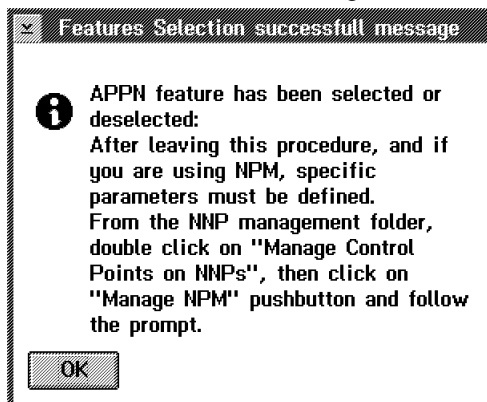 Features Selection successfull message
APPN feature has been selected or
deselected:
After leaving this procedure, and if
you are using NPM, specific
parameters must be defined.
From the NNP management folder,
double click on "Manage Control
Points on NNPs", then click on
"Manage NPM" pushbutton and follow
the prompt.
OK